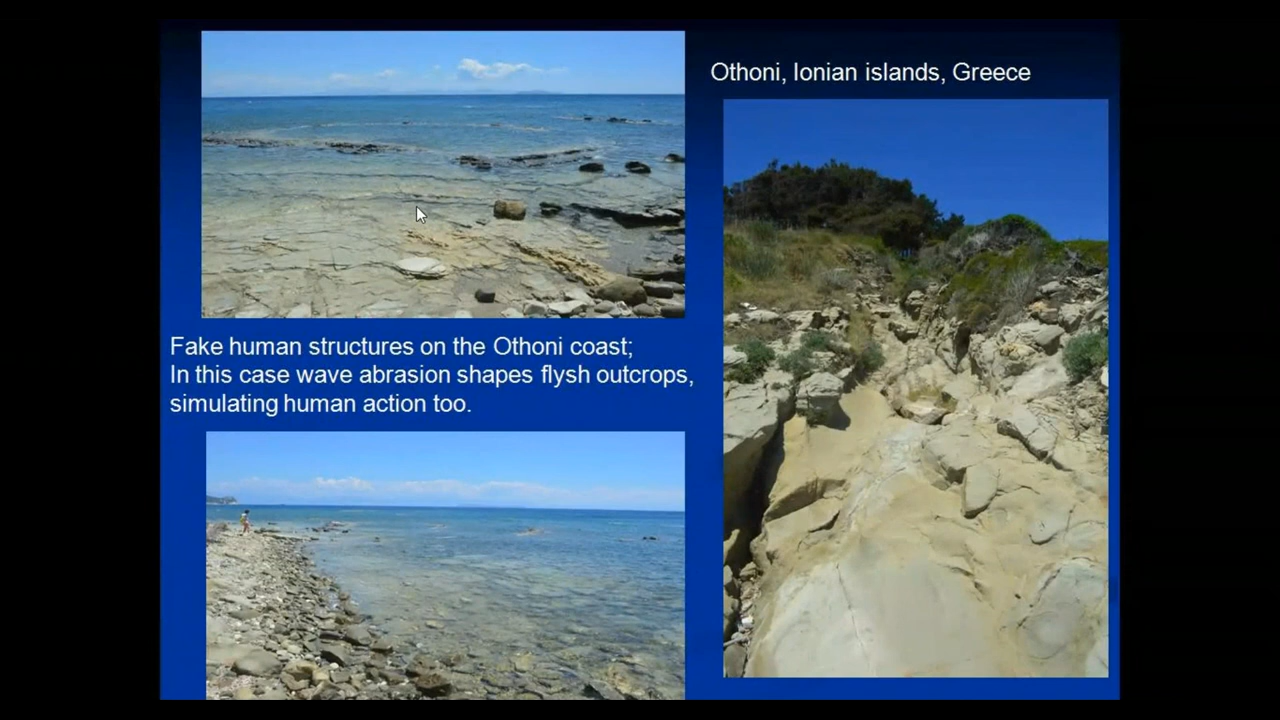 Othoni, Ionian islands, Greece
Fake human structures on the Othoni coast;
In this case wave abrasion shapes flysh outcrops,
simulating human action too.